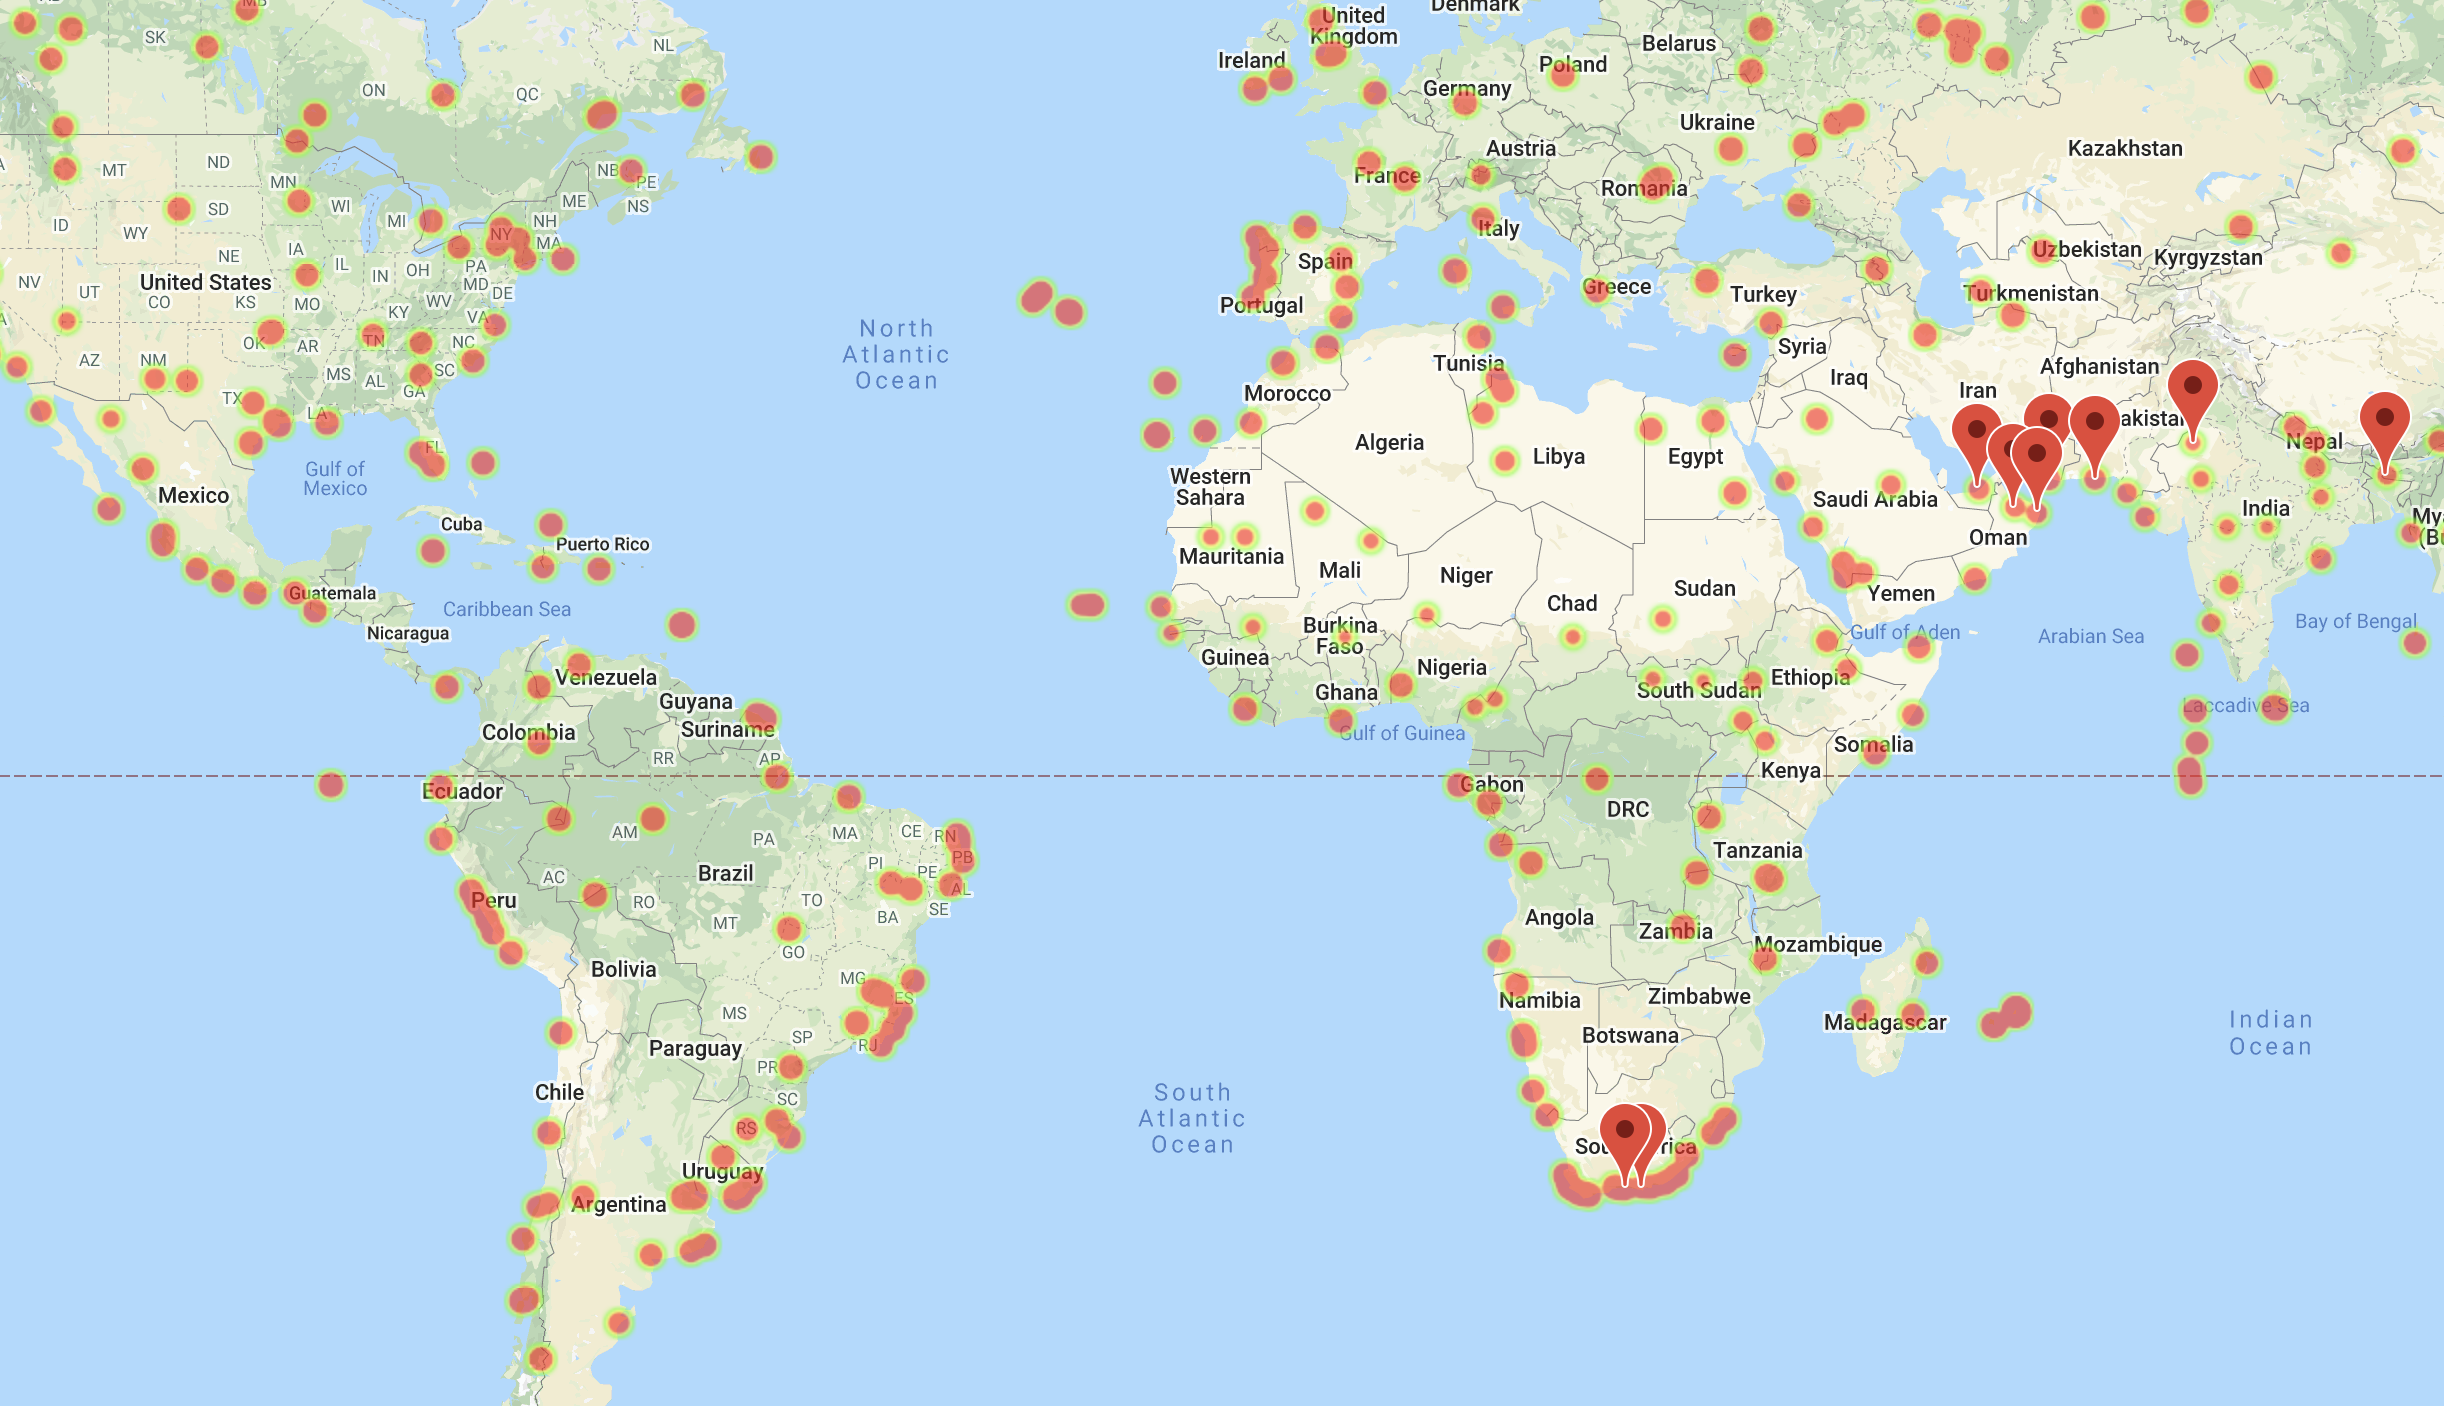 MB
SK
NL
ON
QC
MT
ND
MN
SD
WI
MI
NB
PE
NS
ME
NH
NY
MA
ID
WY
NE
IA
IL
IN
OH
PA
MD
DE
NV
UT
United States
CO
KS
MO
KY
WV
VA
AZ
NM
OK
AR
TN
NC
SC
MS
AL
GA
TX
LA
FL
Gulf of
Mexico
Mexico
Cuba
Puerto Rico
Guatemala
Caribbean Sea
Nicaragua
North
Atlantic
Ocean
Venezuela
Guyana
Suriname
Colombia
RR
AP
Ecuador
AM
PA
MA
CE
RN
PI
PB
PE
AL
SE
Peru
AC
RO
Brazil
TO
BA
MT
GO
Bolivia
MG
ES
MS
SP
RJ
Paraguay
PR
Chile
SC
RS
Uruguay
Argentina
South
Atlantic
Ocean
Denmark
United
Kingdom
Ireland
Belarus
Poland
Germany
Ukraine
Austria
France
Romania
Italy
Spain
Portugal
Greece
Turkey
Kazakhstan
Uzbekistan
Kyrgyzstan
Turkmenistan
Syria
Iraq
Iran
Afghanistan
akistan
Tunisia
Morocco
Algeria
Libya
Egypt
Western
Sahara
Saudi Arabia
Oman
Nepal
India
Mya
(Bu
Mauritania
Mali
Niger
Chad
Sudan
Yemen
Gulf of Aden
Arabian Sea
Bay of Bengal
Burkina
Faso
Guinea
Ghana
Nigeria
South Sudan
Ethiopia
Gulf of Guinea
Laccadive Sea
Somalia
Gabon
DRC
Kenya
Tanzania
Angola
Zambia
Mozambique
Namibia
Zimbabwe
Botswana
Madagascar
Indian
Ocean
Sou
rica